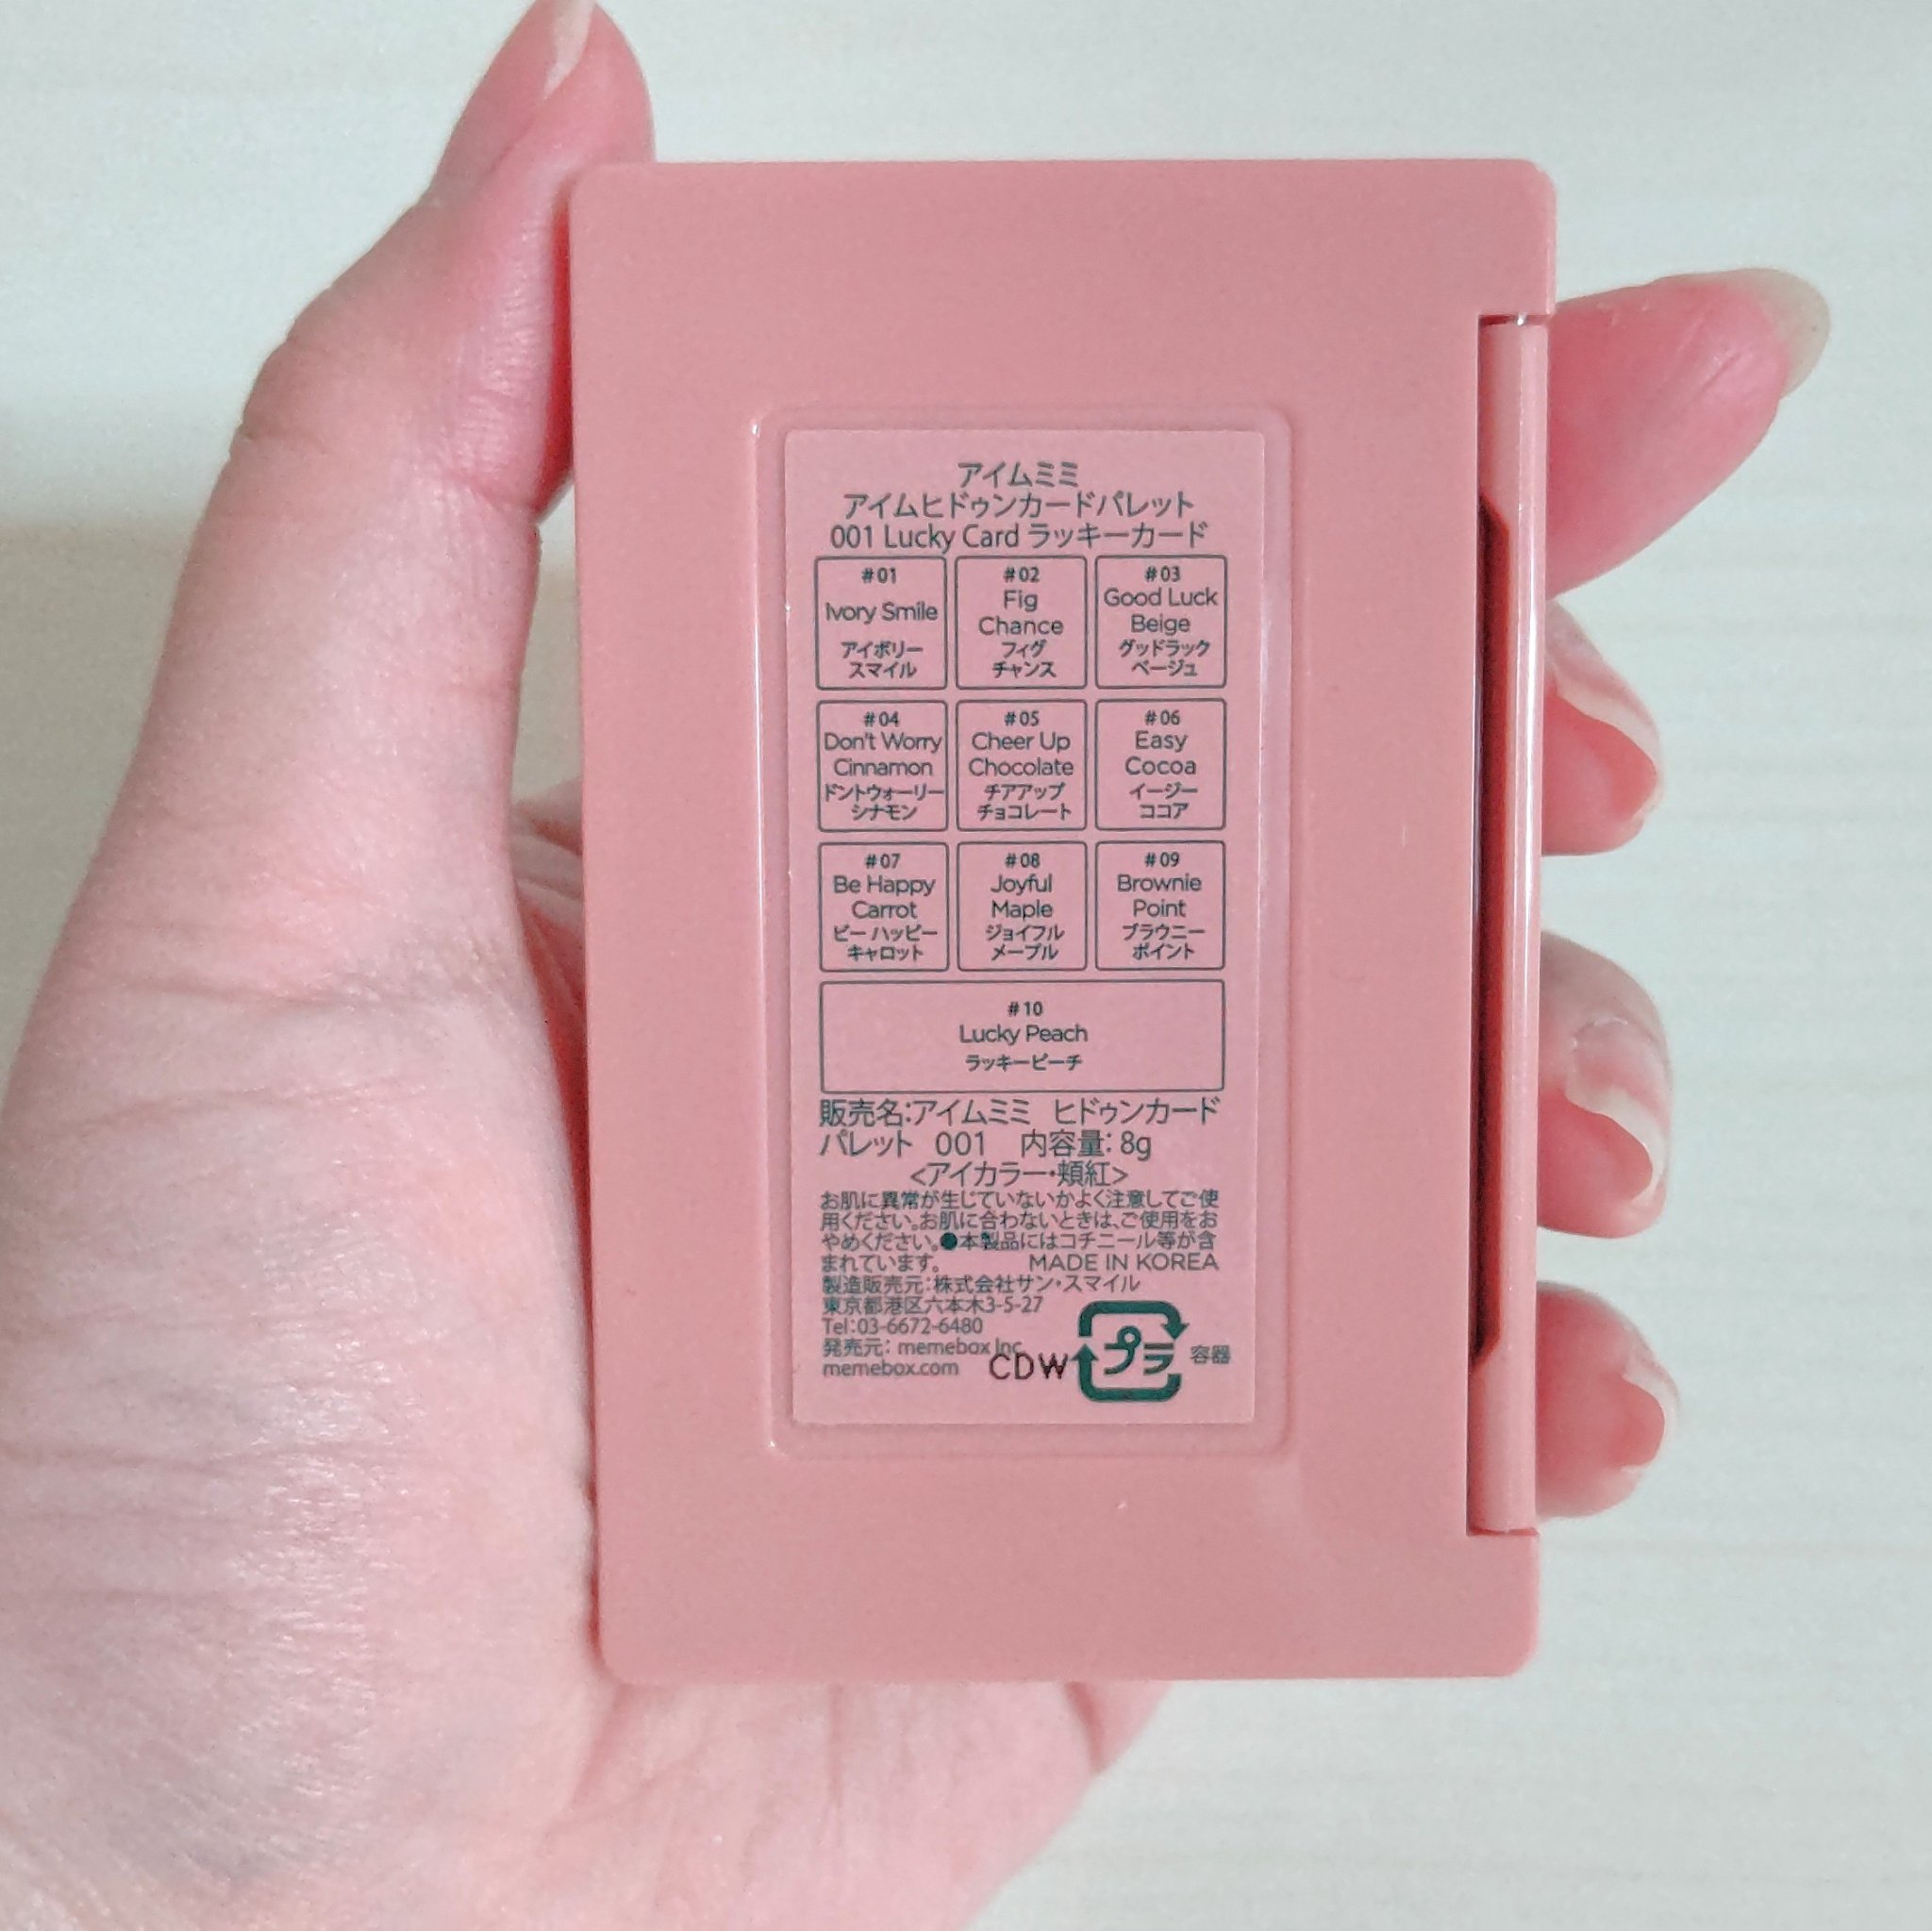 アイムミミ
アイムヒドゥンカードパレット
001 Lucky Card ラッキーカード
#01
Ivory Smile
アイボリー
スマイル
#02
Fig
Chance
フィグ
チャンス
#03
Good Luck
Beige
グッドラック
ベージュ
#04
Don't Worry
Cinnamon
ドントウォーリー
シナモン
#05
Cheer Up
Chocolate
チアアップ
チョコレート
#06
Easy
Cocoa
イージー
ココア
#07
Be Happy
Carrot
ビー ハッピー
キャロット
#08
Joyful
Maple
ジョイフル
メープル
#09
Brownie
Point
ブラウニー
ポイント
#10
Lucky Peach
ラッキーピーチ
販売名:アイムミミ ヒドゥンカード
パレット 001 内容量: 8g
<アイカラー・頬紅>
お肌に異常が生じていないかよく注意してご使
用ください。お肌に合わないときは、ご使用をお
やめください。●本製品にはコチニール等が含
まれています。 MADE IN KOREA
製造販売元:株式会社サン・スマイル
東京都港区六本木3-5-27
Tel:03-6672-6480
発売元: memebox Inc.
memebox.com
CDW
プラ
容器